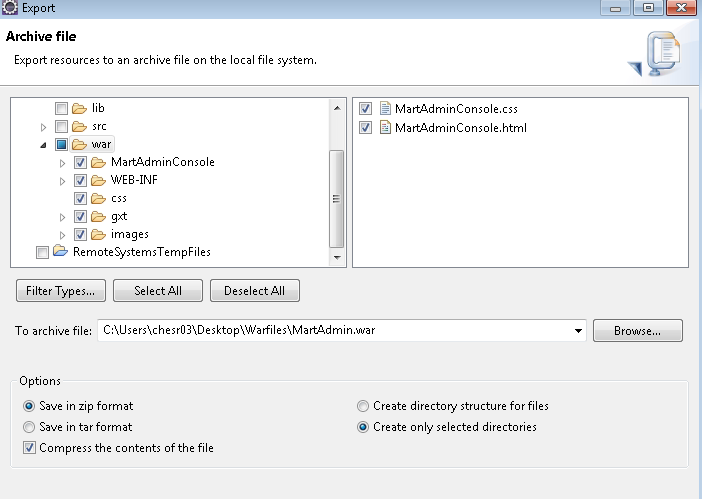 Export
Archive file
Export resources to an archive file on the local file system.
lib
src
war
MartAdminConsole
WEB-INF
css
gxt
images
RemoteSystemsTempFiles
MartAdminConsole.css
MartAdminConsole.html
Filter Types...
Select All
Deselect All
To archive file:
C:\Users\chesr03\Desktop\Warfiles\MartAdmin.war
Browse...
Options
Save in zip format
Create directory structure for files
Save in tar format
Create only selected directories
Compress the contents of the file